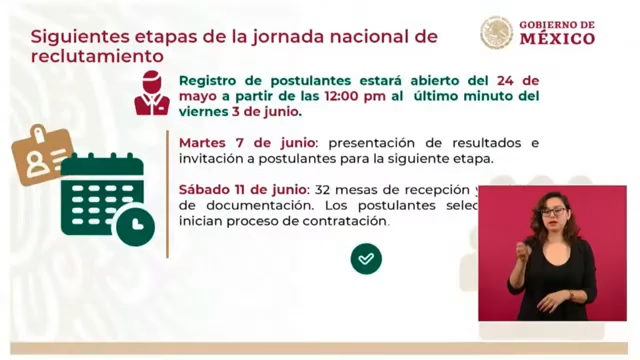 Siguientes etapas de la jornada nacional de
reclutamiento
GOBIERNO DE
MÉXICO
Registro de postulantes estará abierto del 24 de
mayo a partir de las 12:00 pm al último minuto del
viernes 3 de junio.
Martes 7 de junio: presentación de resultados e
invitación a postulantes para la siguiente etapa.
Sábado 11 de junio: 32 mesas de recepción y
de documentación. Los postulantes
inician proceso de contratación.